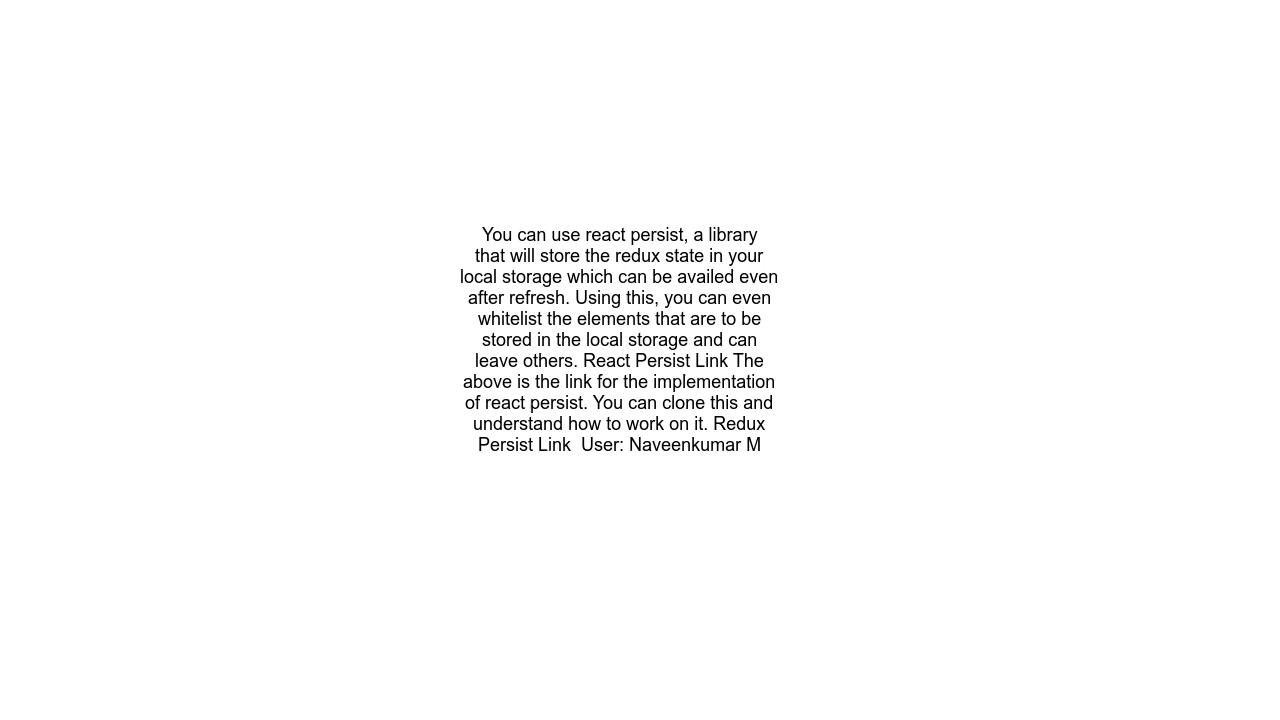 You can use react persist, a library
that will store the redux state in your
local storage which can be availed even
after refresh. Using this, you can even
whitelist the elements that are to be
stored in the local storage and can
leave others. React Persist Link The
above is the link for the implementation
of react persist. You can clone this and
understand how to work on it. Redux
Persist Link  User: Naveenkumar M